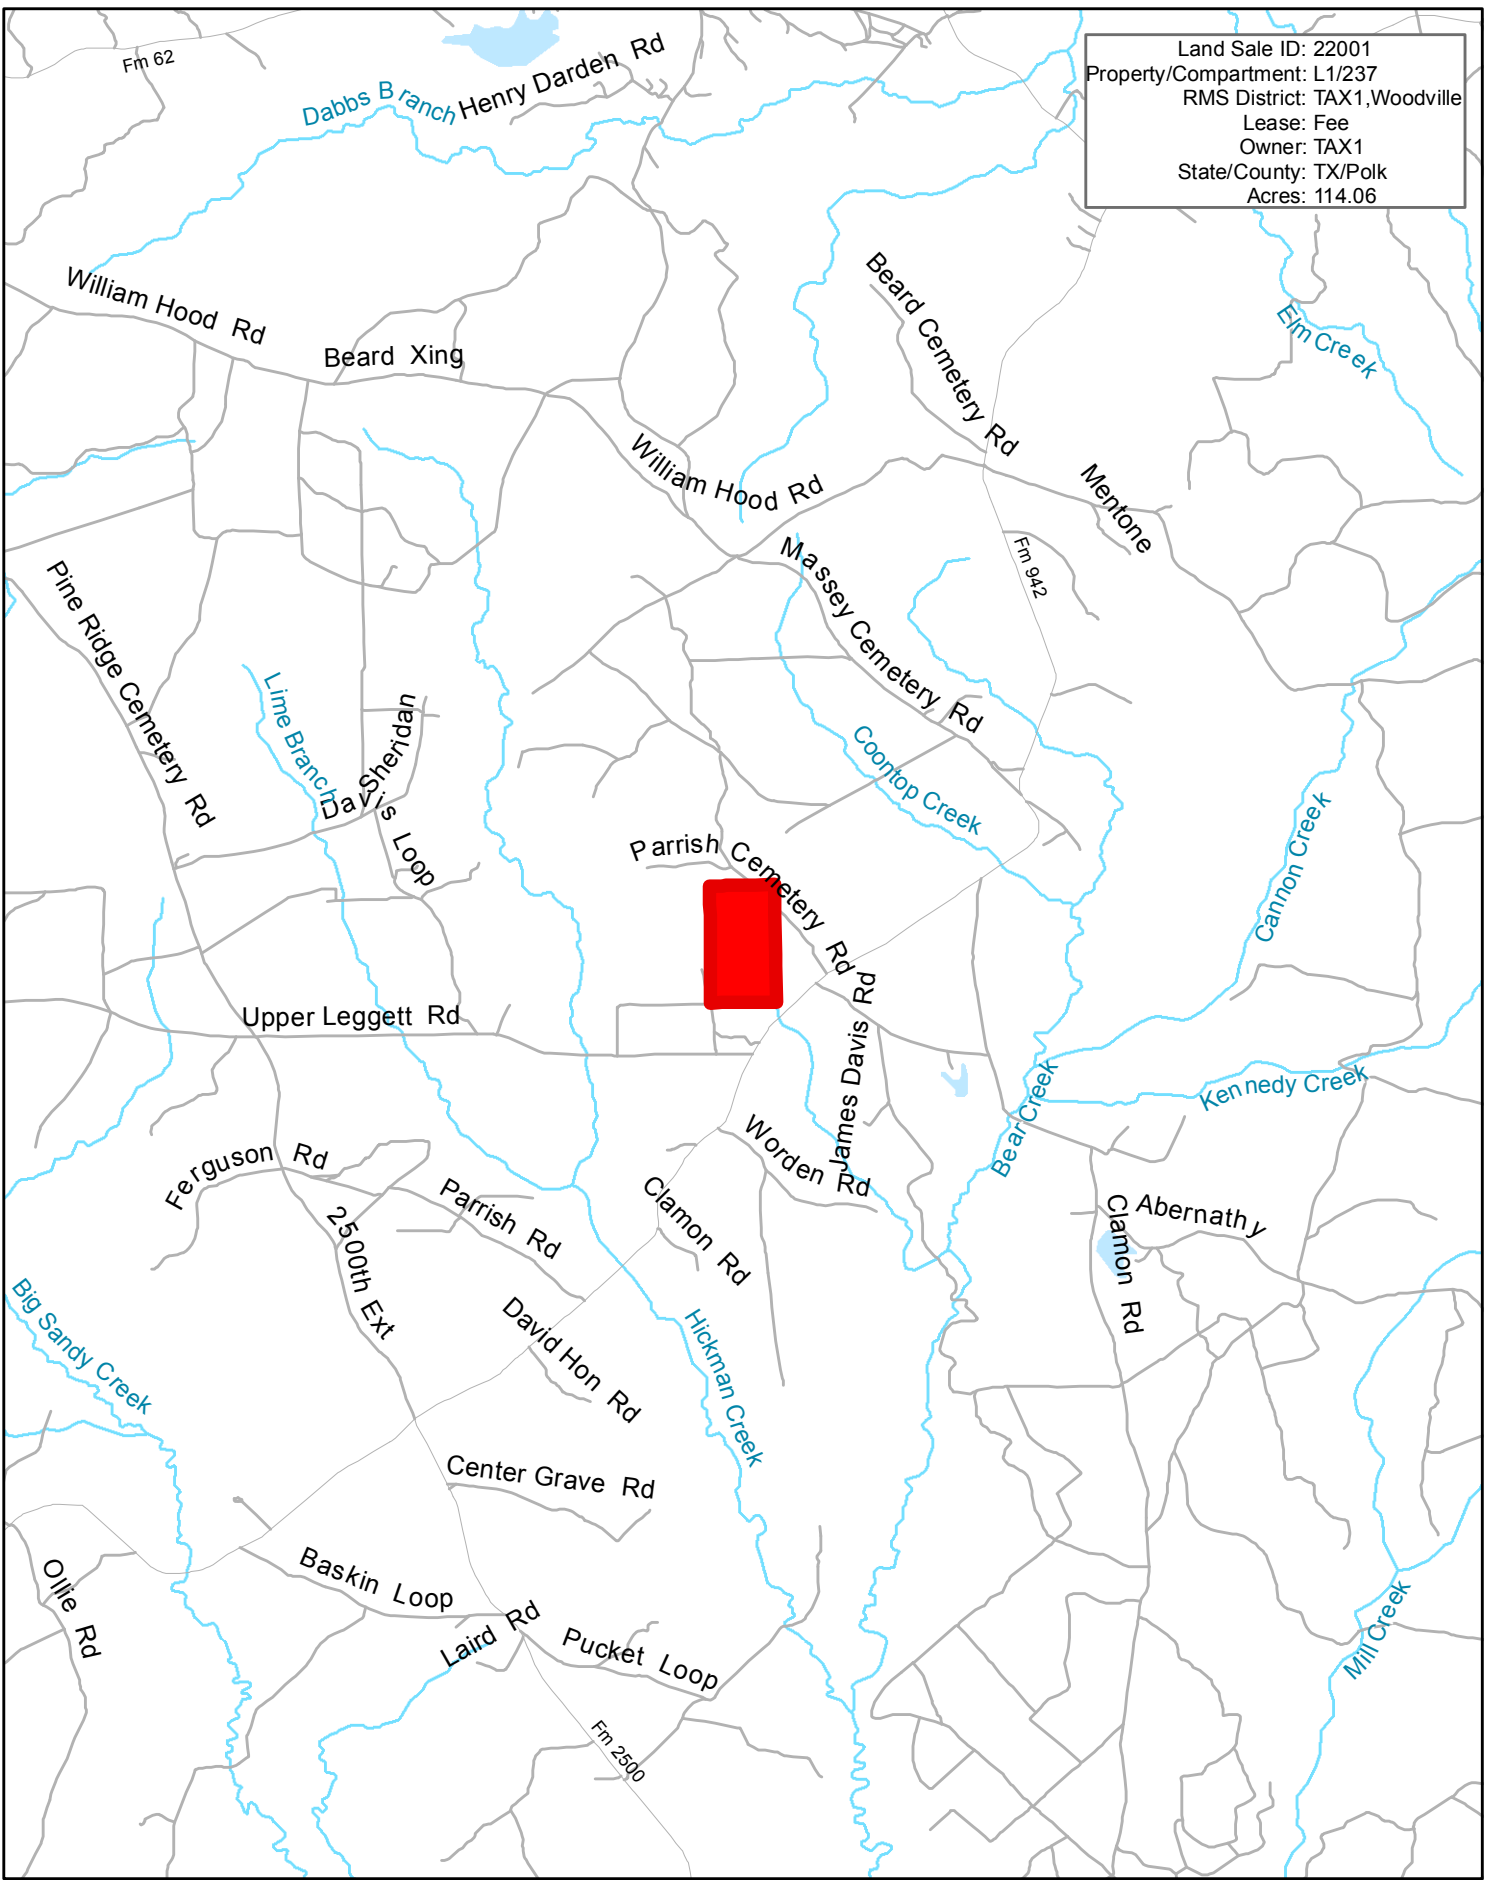 Land Sale ID: 22001
Property/Compartment: L1/237
RMS District: TAX1,Woodville
Lease: Fee
Owner: TAX1
State/County: TX/Polk
Acres: 114.06
Fm 62
Henry Darden Rd
Dabbs Branch
William Hood Rd
Beard Xing
Beard Cemetery Rd
Elm Creek
William Hood Rd
Mentone
Massey Cemetery Rd
Fm 942
Pine Ridge Cemetery Rd
Lime Branch
Sheridan
Davis Loop
Coontop Creek
Cannon Creek
Parrish Cemetery Rd
Upper Leggett Rd
James Davis Rd
Bear Creek
Kennedy Creek
Ferguson Rd
Worden Rd
Parrish Rd
Clamon Rd
2500th Ext
Abernathy
Clamon Rd
Big Sandy Creek
David Hon Rd
Hickman Creek
Center Grave Rd
Baskin Loop
Ollie Rd
Laird Rd
Pucket Loop
Mill Creek
Fm 2500